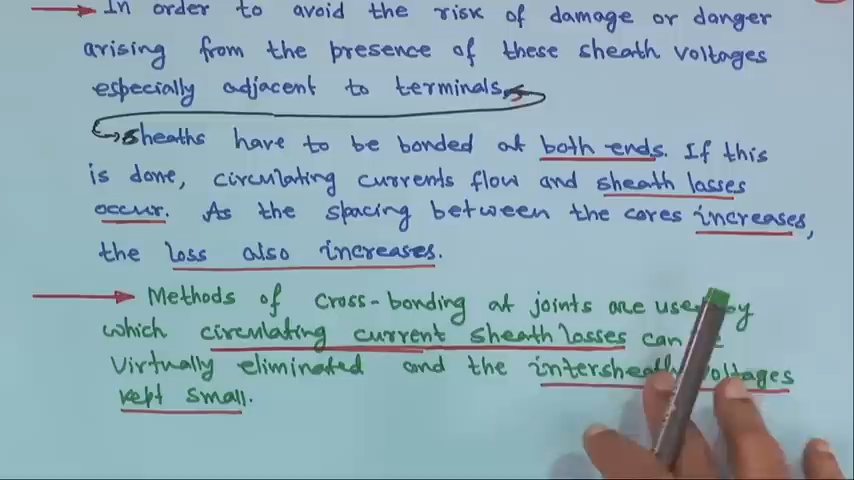 In order to avoid the risk of damage or danger
arising from the presence of these sheath voltages
especially adjacent to terminals,
sheaths have to be bonded at both ends. If this
is done, circulating currents flow and sheath losses
occur. As the spacing between the cores increases,
the loss also increases.
Methods of cross-bonding at joints are used by
which circulating current sheath losses can be
virtually eliminated and the intersheath voltages
kept small.